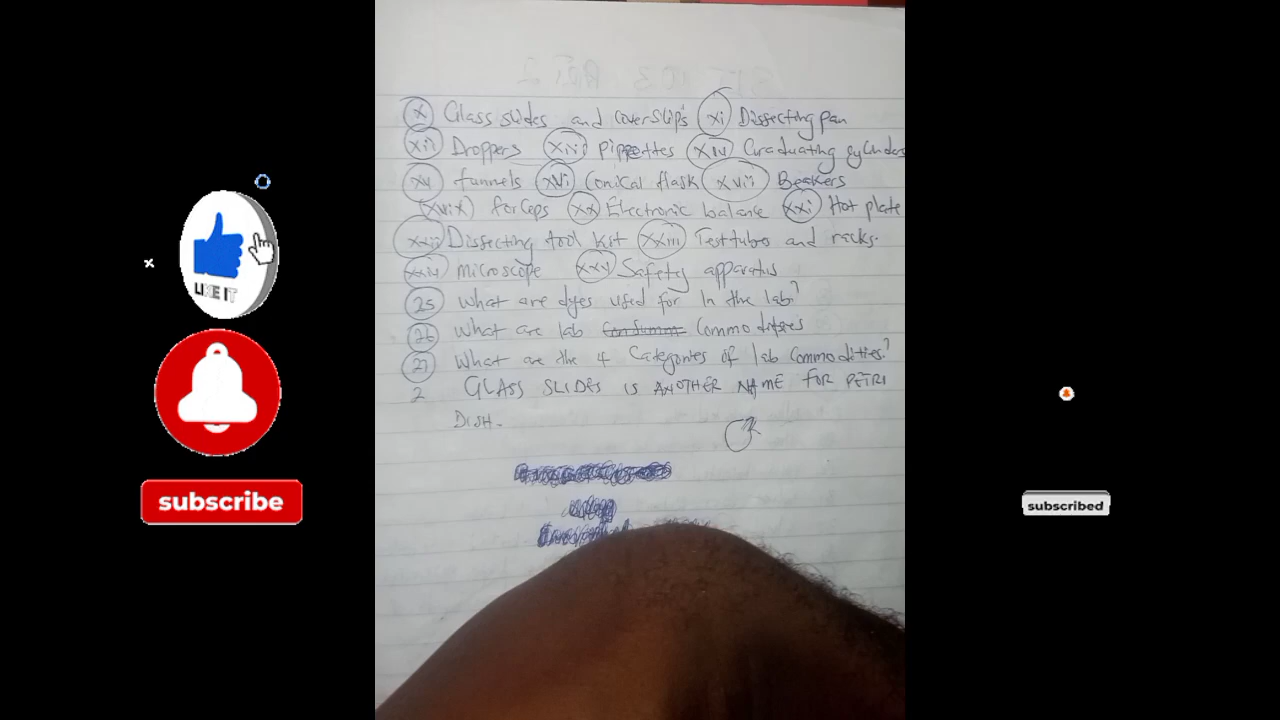 LIKE IT
subscribe
x Glass slides and coverslips xi Dissecting pan
xii Droppers xiii pippettes xiv Graduating cylinders
xv funnels xvi Conical flask xvii Beakers
xvix forceps xx Electronic balance xxi Hot plate
xxii Dissecting tool kit xxiii Testtubes and racks.
xxiv microscope xxv Safety apparatus
25 What are dyes used for in the lab?
26 What are lab Commodities
27 What are the 4 Categories of lab Commodities?
2 GLASS SLIDES IS ANOTHER NAME FOR PETRI
DISH.
subscribed